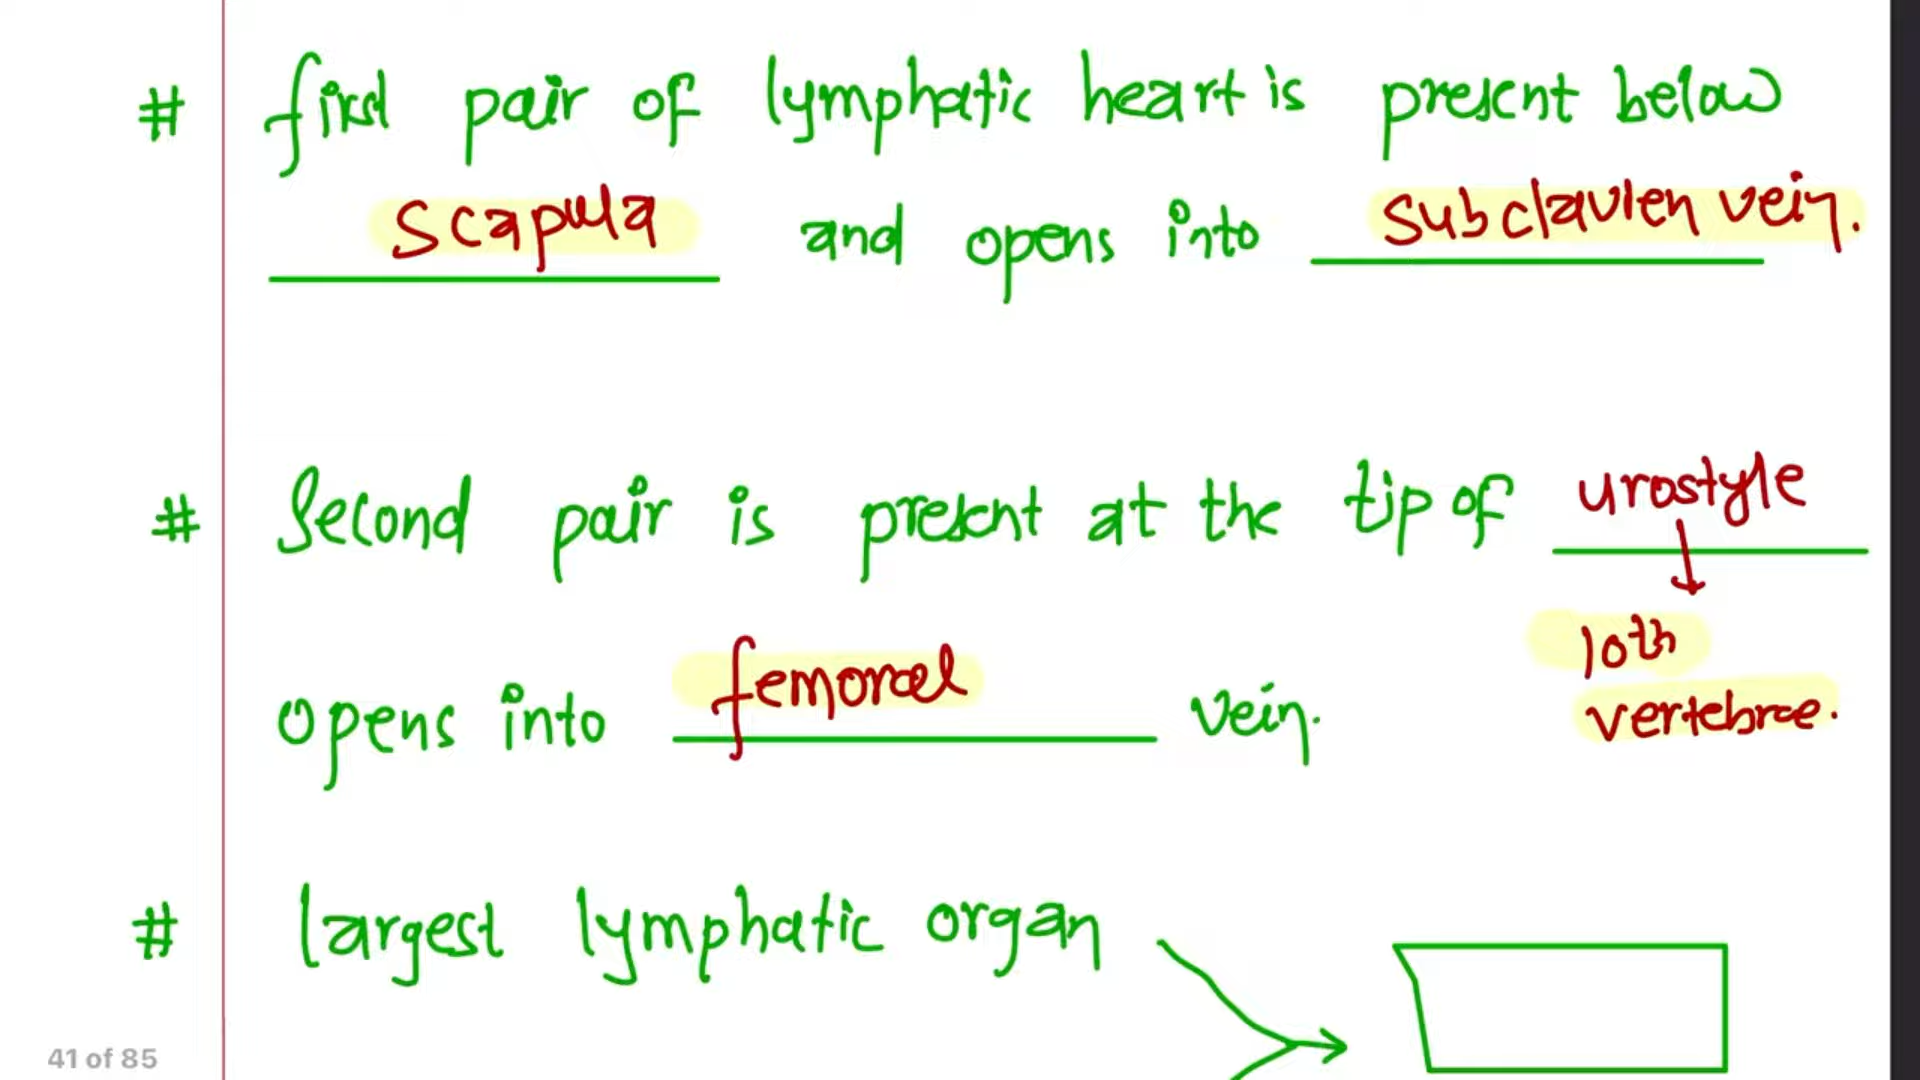 # first pair of lymphatic heart is present below
scapula and opens into subclavien vein.
# Second pair is present at the tip of urostyle
10th
opens into femoral vein. vertebrae.
# largest lymphatic organ
41 of 85